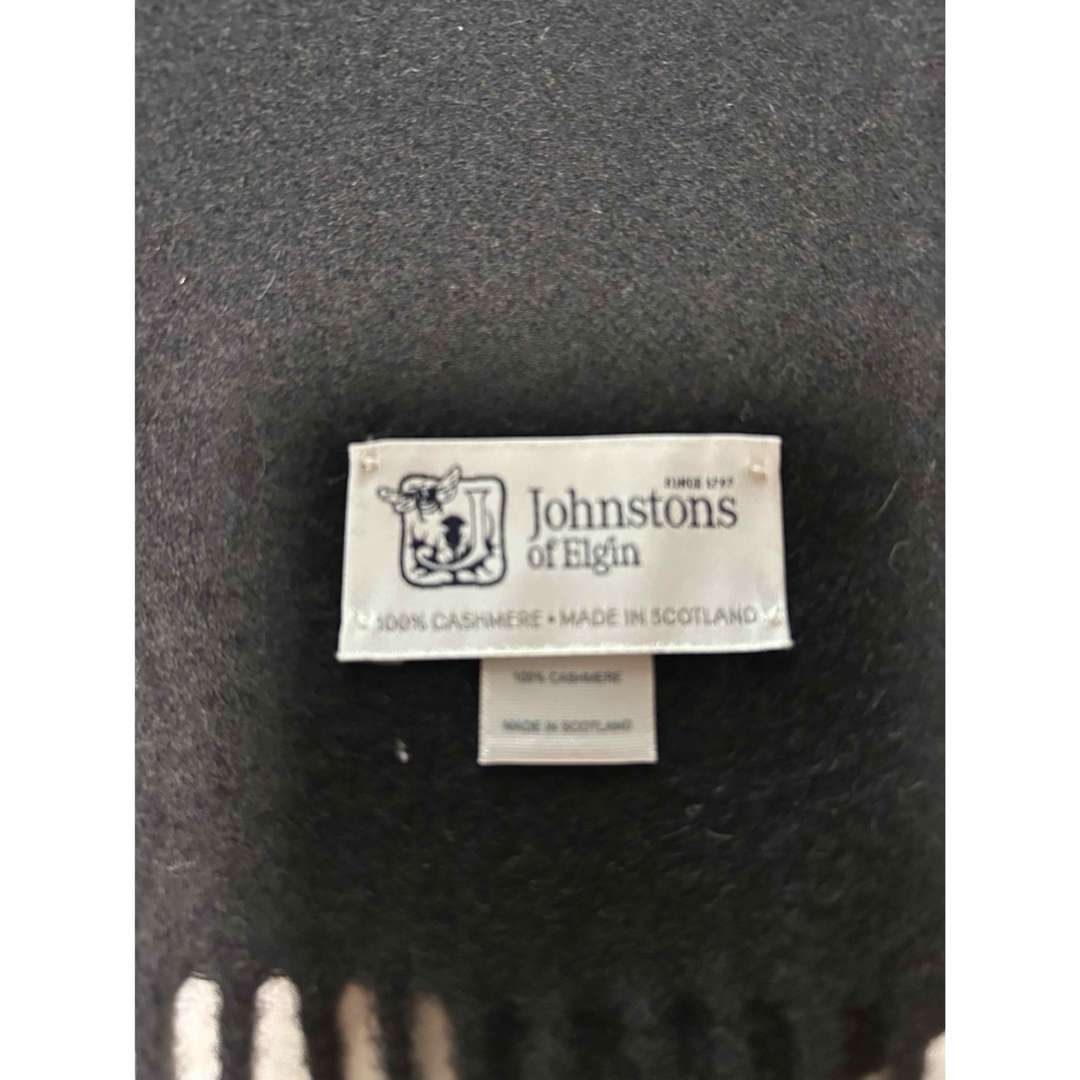 SINCE 1797
Johnstons
of Elgin
100% CASHMERE • MADE IN SCOTLAND
100% CASHMERE
MADE IN SCOTLAND